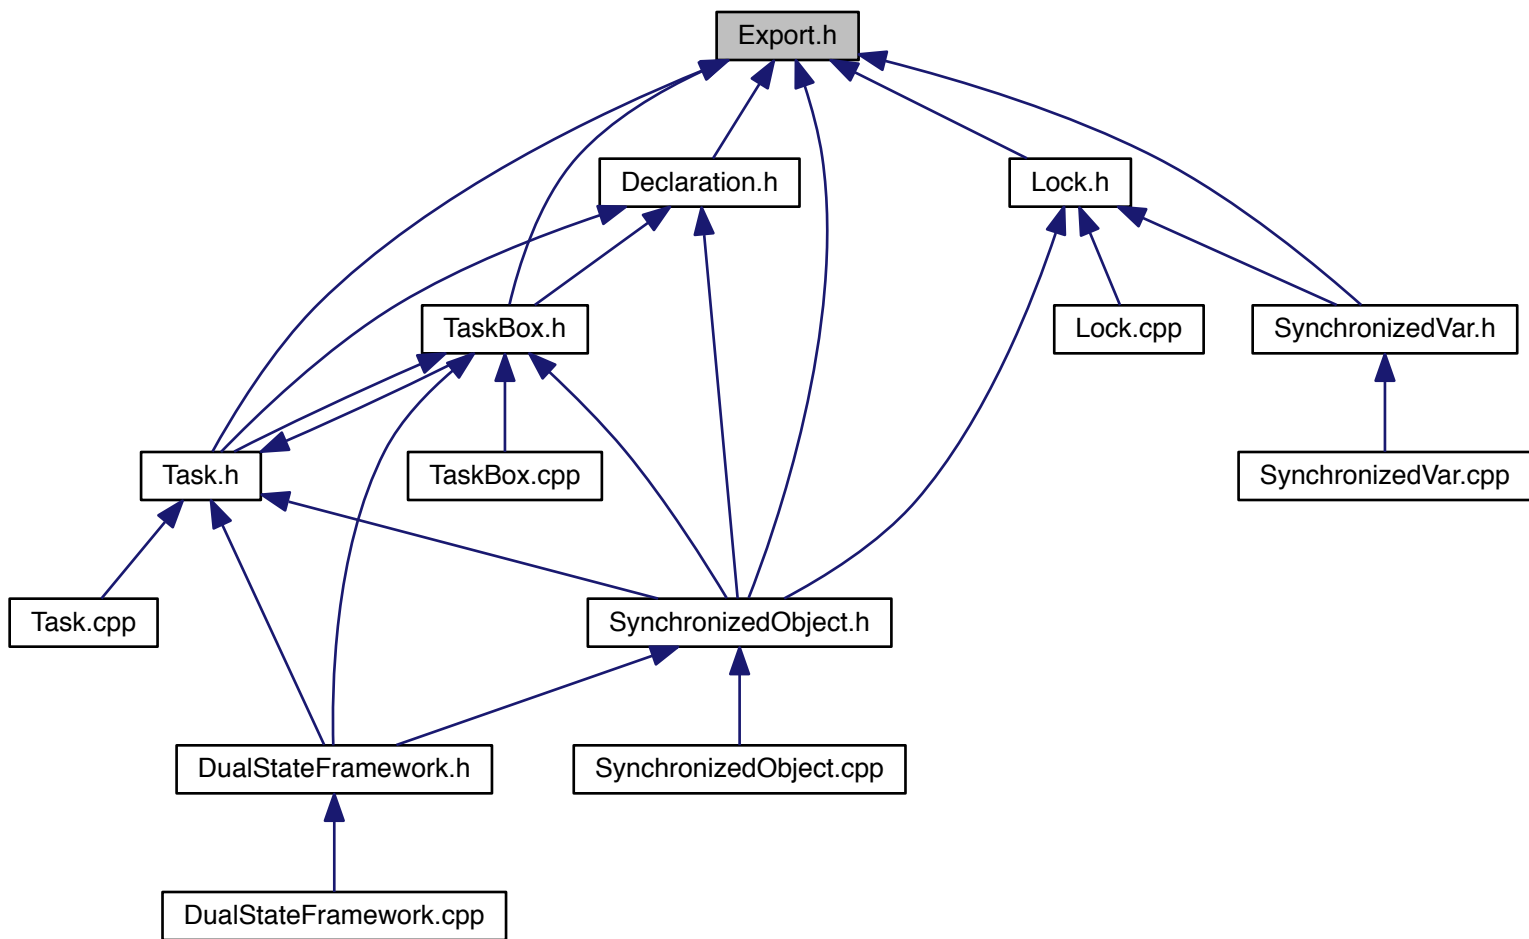 Export.h
Declaration.h
Lock.h
TaskBox.h
Lock.cpp
SynchronizedVar.h
Task.h
TaskBox.cpp
SynchronizedVar.cpp
Task.cpp
SynchronizedObject.h
DualStateFramework.h
SynchronizedObject.cpp
DualStateFramework.cpp